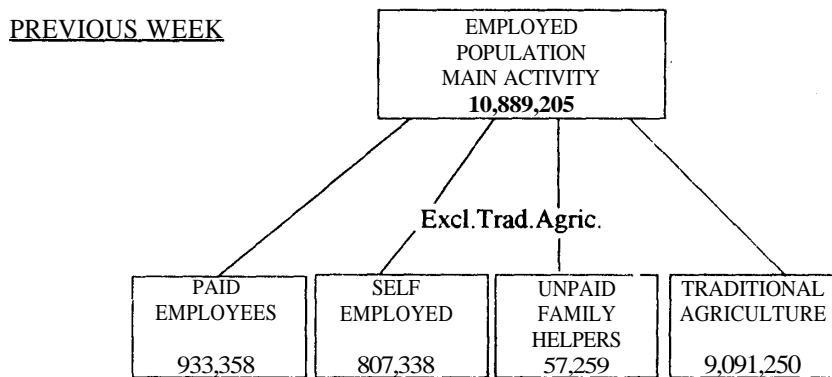 PREVIOUS WEEK
EMPLOYED
POPULATION
MAIN ACTIVITY
10,889,205
Excl.Trad.Agric.
PAID
EMPLOYEES
933,358
SELF
EMPLOYED
807,338
UNPAID
FAMILY
HELPERS
57,259
TRADITIONAL
AGRICULTURE
9,091,250